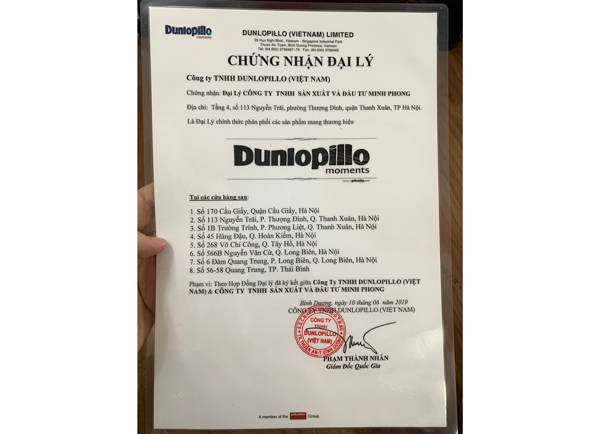 Dunlopillo
moments
DUNLOPILLO (VIETNAM) LIMITED
Thuan An Town, Binh Duong Province, Vietnam
CHỨNG NHẬN ĐẠI LÝ
Công ty TNHH DUNLOPILLO (VIỆT NAM)
Chứng nhận: Đại Lý CÔNG TY TNHH SẢN XUẤT VÀ ĐẦU TƯ MINH PHONG
Địa chỉ: Tầng 4, số 113 Nguyễn Trãi, phường Thượng Đình, quận Thanh Xuân, TP Hà Nội.
Là Đại Lý chính thức phân phối các sản phẩm mang thương hiệu
Dunlopillo
moments
Tại các cửa hàng sau:
1. Số 170 Cầu Giấy, Quận Cầu Giấy, Hà Nội
2. Số 113 Nguyễn Trãi, P. Thượng Đình, Q. Thanh Xuân, Hà Nội
3. Số 1B Trường Trinh, P. Phương Liệt, Q. Thanh Xuân, Hà Nội
4. Số 45 Hàng Đậu, Q. Hoàn Kiếm, Hà Nội
5. Số 268 Võ Chí Công, Q. Tây Hồ, Hà Nội
6. Số 566B Nguyễn Văn Cừ, Q. Long Biên, Hà Nội
7. Số 6 Đàm Quang Trung, P. Long Biên, Q. Long Biên, Hà Nội
8. Số 56-58 Quang Trung, TP. Thái Bình
Phạm vi: Theo Hợp Đồng Đại lý đã ký kết giữa Công Ty TNHH DUNLOPILLO (VIỆT
NAM) & CÔNG TY TNHH SẢN XUẤT VÀ ĐẦU TƯ MINH PHONG
Bình Dương, ngày 10 tháng 06 năm 2019
CÔNG TY TNHH DUNLOPILLO (VIỆT NAM)
CÔNG TY
TNHH
DUNLOPILLO
(VIỆT NAM)
PHẠM THÀNH NHÂN
Giám Đốc Quốc Gia
A member of the Group